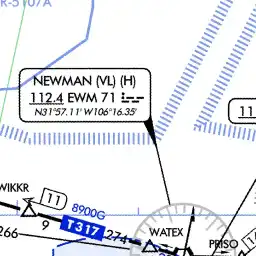 R-5107A
NEWMAN (VL) (H)
112.4 EWM 71
N31°57.11' W106°16.35'
11
WIKKR
11
8900G
9
T317
274
266
WATEX
PRISO